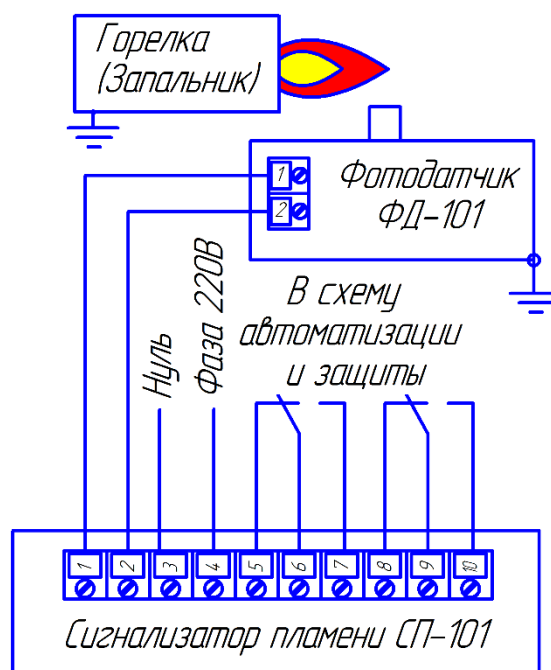 Горелка
(Запальник)
1
2
Фотодатчик
ФД-101
Нуль
Фаза 220В
В схему
автоматизации
и защиты
1 2 3 4 5 6 7 8 9 10
Сигнализатор пламени СП-101